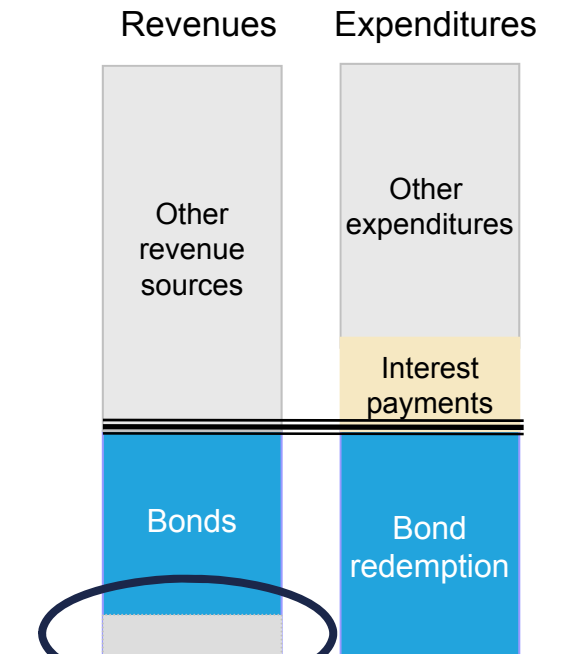 Revenues
Expenditures
Other
revenue
sources
Other
expenditures
Interest
payments
Bonds
Bond
redemption